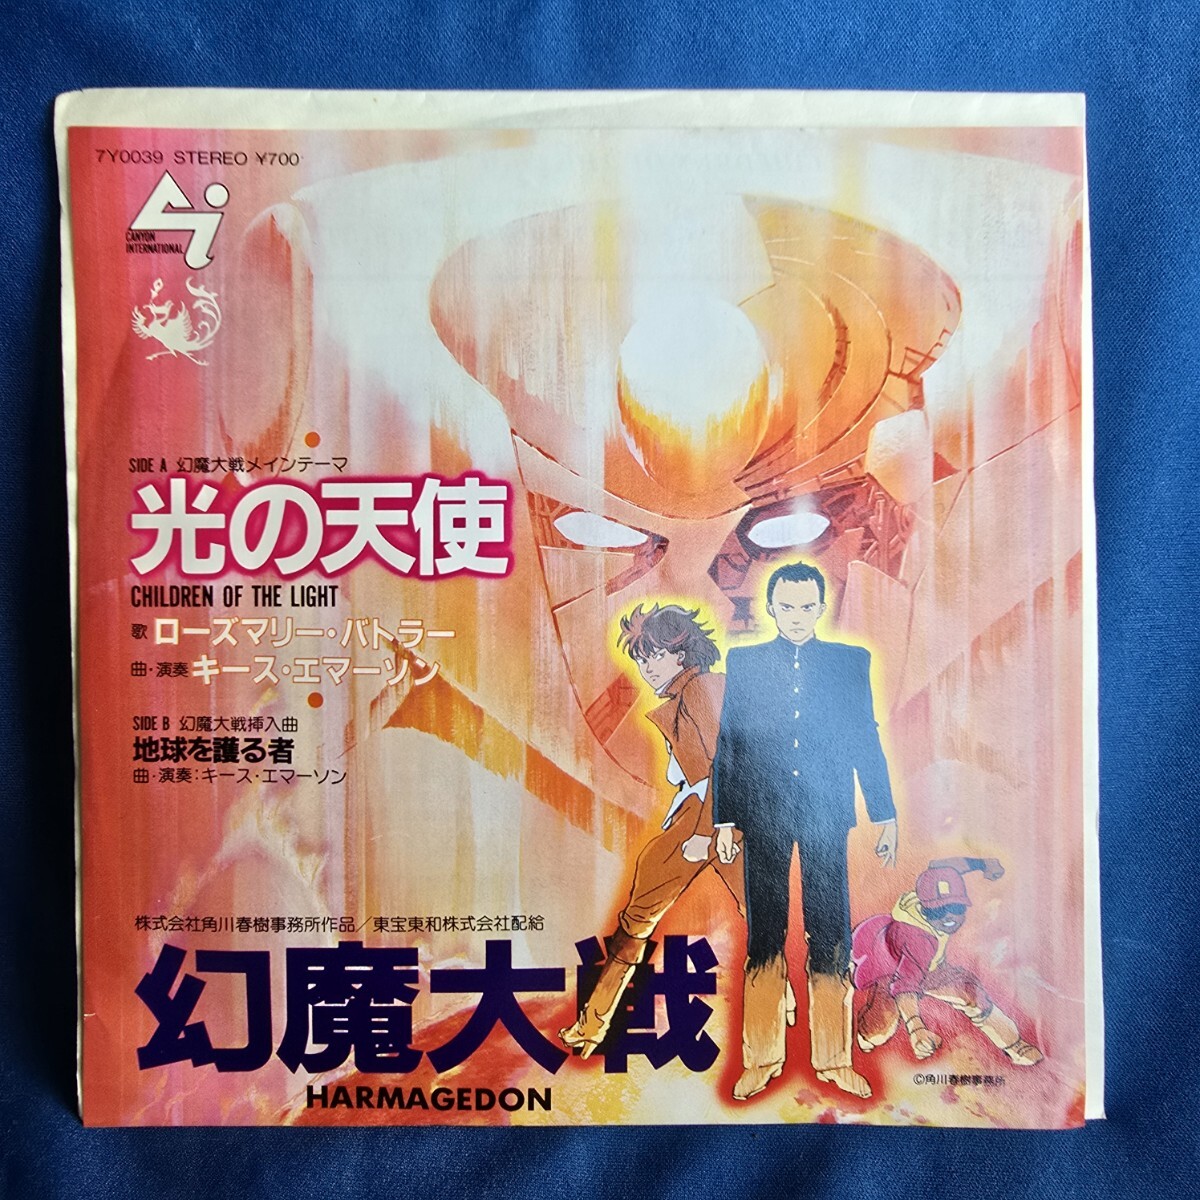 7Y0039 STEREO ¥700
CANYON
INTERNATIONAL
SIDE A 幻魔大戦メインテーマ
光の天使
CHILDREN OF THE LIGHT
歌 ローズマリー・バトラー
曲・演奏 キース・エマーソン
SIDE B 幻魔大戦挿入曲
地球を護る者
曲・演奏：キース・エマーソン
株式会社角川春樹事務所作品／東宝東和株式会社配給
幻魔大戦
HARMAGEDON
©角川春樹事務所